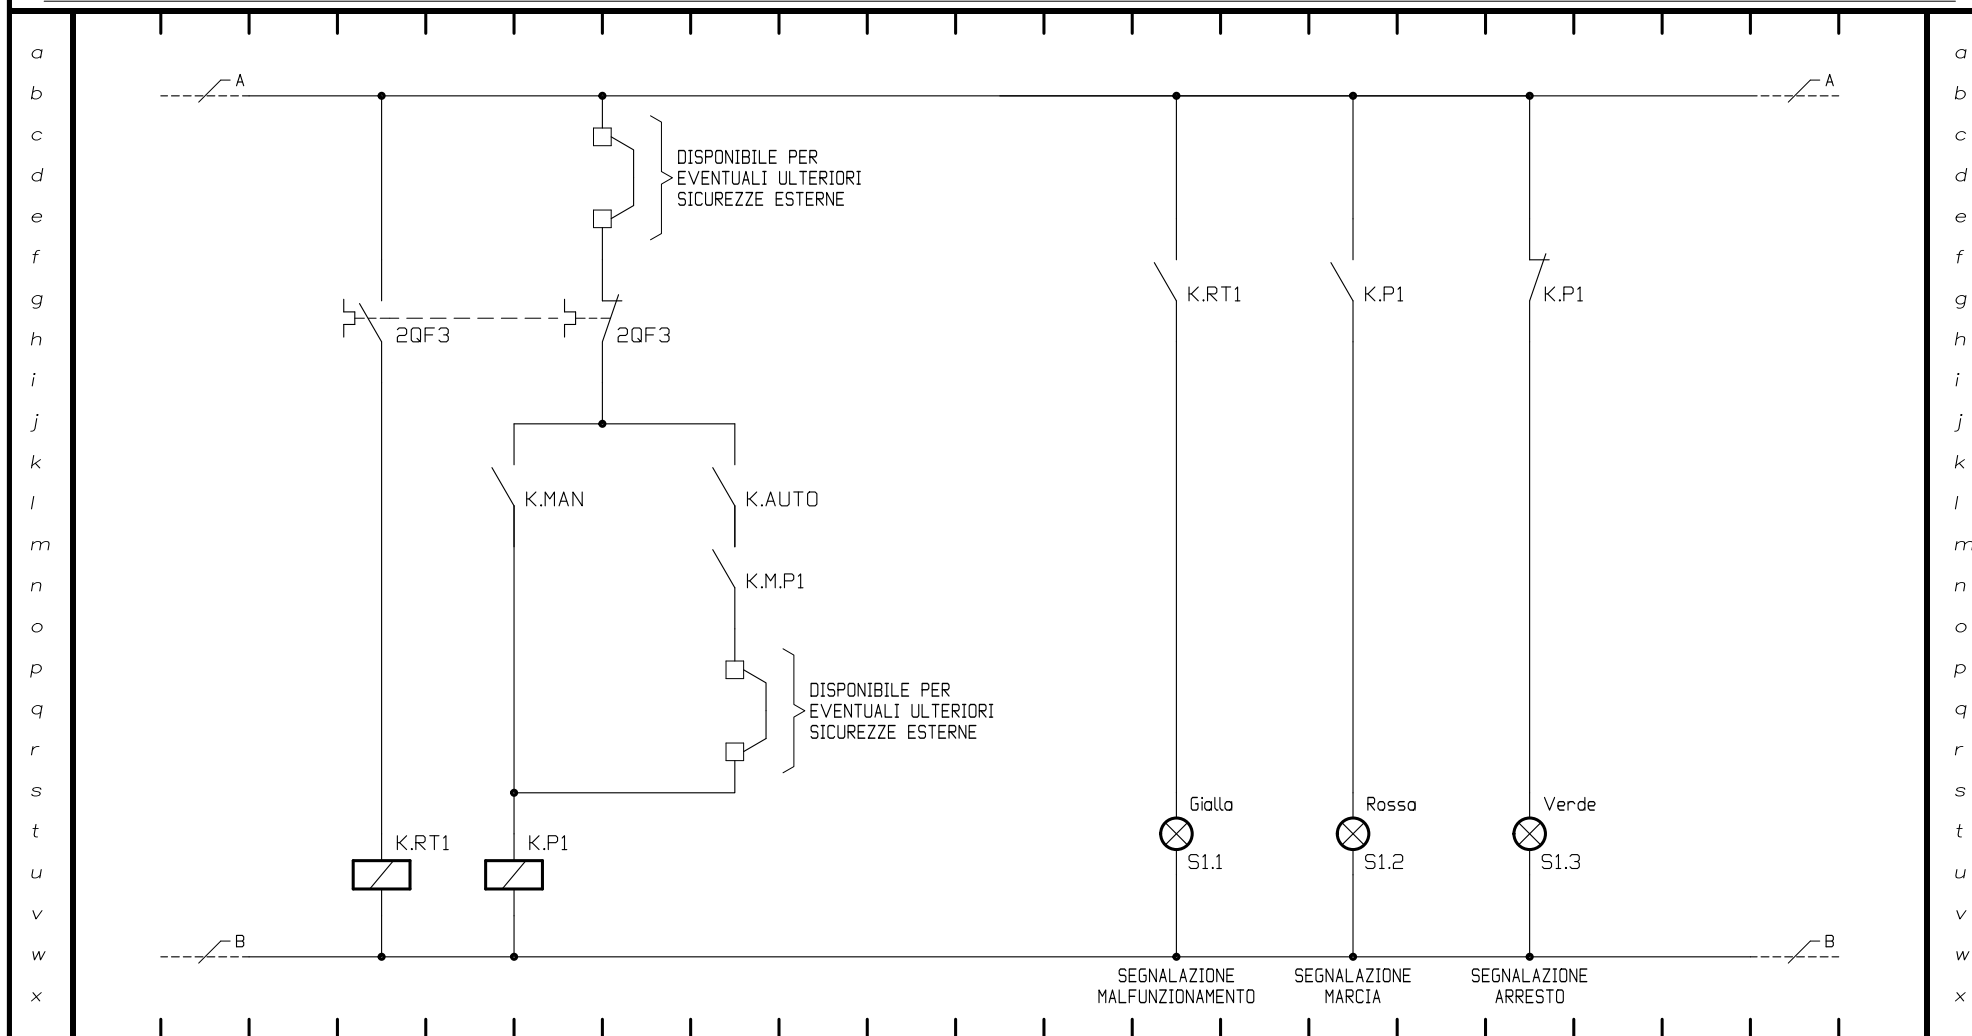 a
a
A
A
b
b
c
c
DISPONIBILE PER
EVENTUALI ULTERIORI
SICUREZZE ESTERNE
d
d
e
e
f
f
g
g
K.RT1
K.P1
K.P1
2QF3
2QF3
h
h
i
i
j
j
k
k
K.MAN
K.AUTO
l
l
m
m
K.M.P1
n
n
o
o
p
p
DISPONIBILE PER
EVENTUALI ULTERIORI
SICUREZZE ESTERNE
q
q
r
r
s
s
Gialla
Rossa
Verde
t
t
K.RT1
K.P1
S1.1
S1.2
S1.3
u
u
v
v
B
B
w
w
SEGNALAZIONE
MALFUNZIONAMENTO
SEGNALAZIONE
MARCIA
SEGNALAZIONE
ARRESTO
x
x